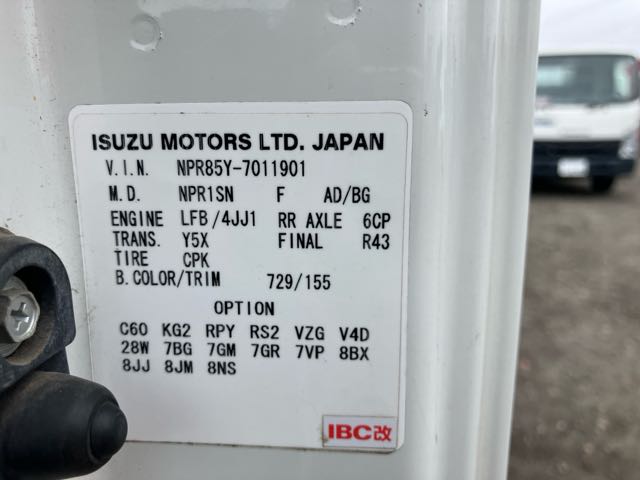 ISUZU MOTORS LTD. JAPAN
V.I.N. NPR85Y-7011901
M.D. NPR1SN F AD/BG
ENGINE LFB/4JJ1 RR AXLE 6CP
TRANS. Y5X FINAL R43
TIRE CPK
B.COLOR/TRIM 729/155
OPTION
C60 KG2 RPY RS2 VZG V4D
28W 7BG 7GM 7GR 7VP 8BX
8JJ 8JM 8NS
IBC改